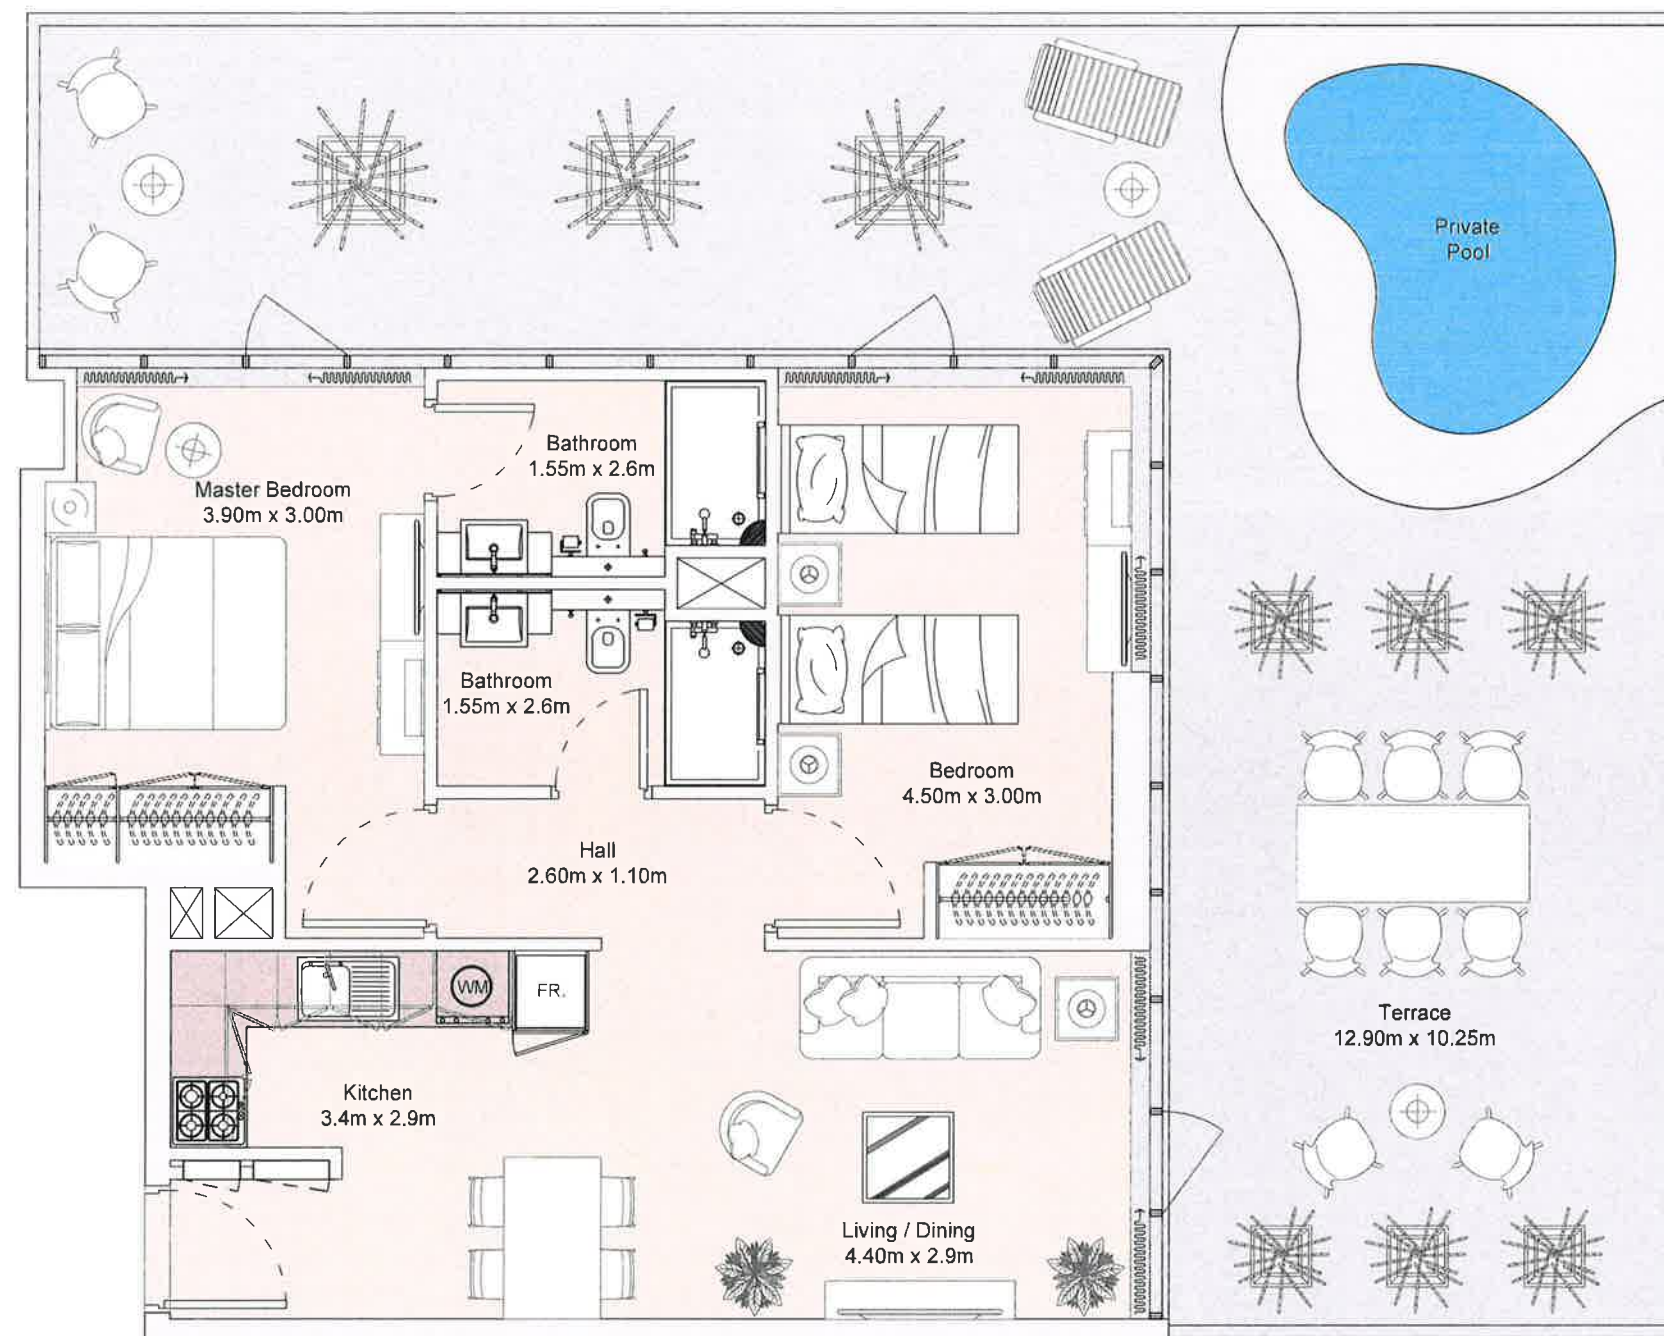 Private
Pool
Bathroom
1.55m x 2.6m
Master Bedroom
3.90m x 3.00m
Bathroom
1.55m x 2.6m
Bedroom
4.50m x 3.00m
Hall
2.60m x 1.10m
WM
FR.
Terrace
12.90m x 10.25m
Kitchen
3.4m x 2.9m
Living / Dining
4.40m x 2.9m